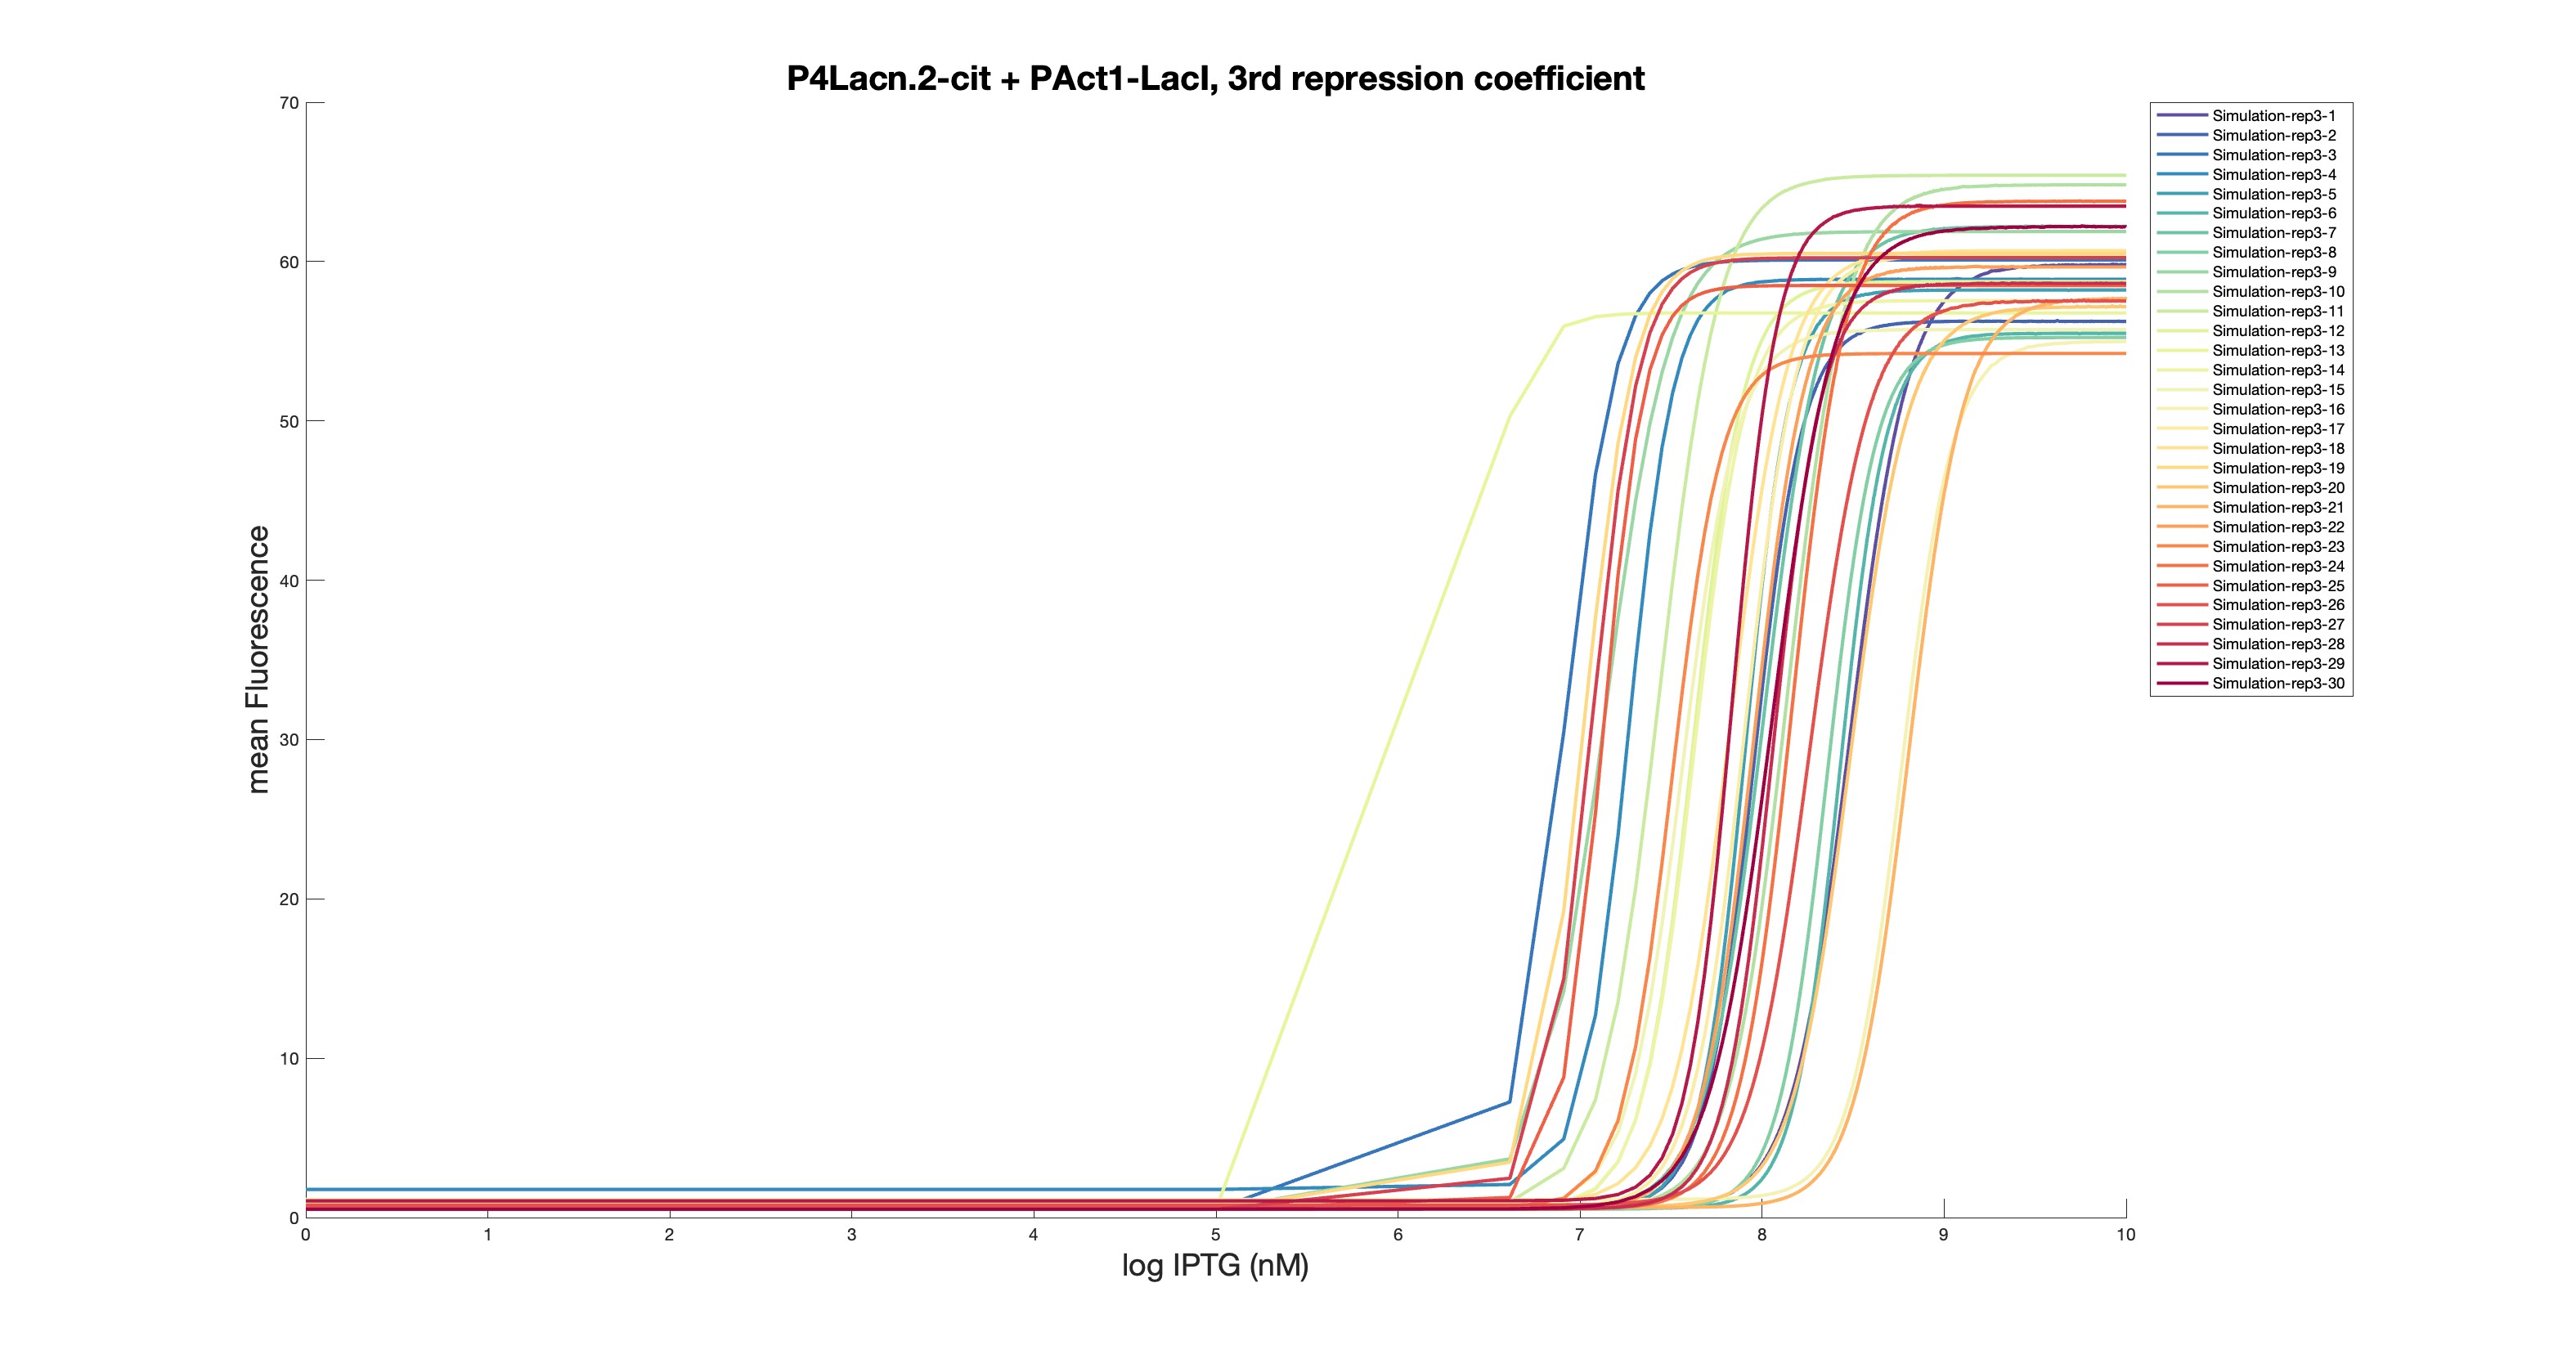 P4Lacn.2-cit + PAct1-LacI, 3rd repression coefficient
70
60
50
40
30
20
10
0
mean Fluorescence
0 1 2 3 4 5 6 7 8 9 10
log IPTG (nM)
Simulation-rep3-1
Simulation-rep3-2
Simulation-rep3-3
Simulation-rep3-4
Simulation-rep3-5
Simulation-rep3-6
Simulation-rep3-7
Simulation-rep3-8
Simulation-rep3-9
Simulation-rep3-10
Simulation-rep3-11
Simulation-rep3-12
Simulation-rep3-13
Simulation-rep3-14
Simulation-rep3-15
Simulation-rep3-16
Simulation-rep3-17
Simulation-rep3-18
Simulation-rep3-19
Simulation-rep3-20
Simulation-rep3-21
Simulation-rep3-22
Simulation-rep3-23
Simulation-rep3-24
Simulation-rep3-25
Simulation-rep3-26
Simulation-rep3-27
Simulation-rep3-28
Simulation-rep3-29
Simulation-rep3-30